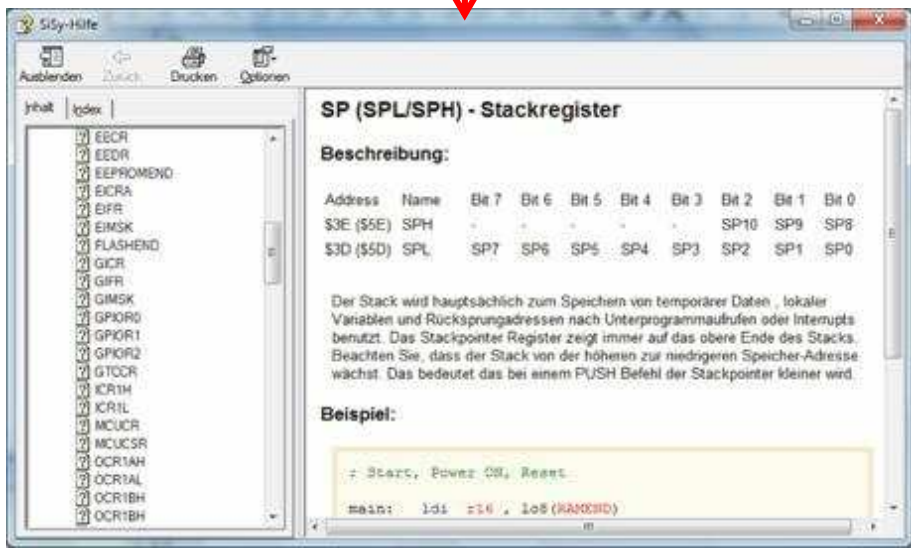 SiSy-Hilfe
Ausblenden Zurück Drucken Optionen
Inhalt Index
EECR
EEDR
EEPROMEND
EICRA
EIFR
EIMSK
FLASHEND
GICR
GIFR
GIMSK
GPIOR0
GPIOR1
GPIOR2
GTCCR
ICR1H
ICR1L
MCUCR
MCUCSR
OCR1AH
OCR1AL
OCR1BH
OCR1BH
SP (SPL/SPH) - Stackregister
Beschreibung:
Address Name Bit 7 Bit 6 Bit 5 Bit 4 Bit 3 Bit 2 Bit 1 Bit 0
$3E ($5E) SPH - - - - - SP10 SP9 SP8
$3D ($5D) SPL SP7 SP6 SP5 SP4 SP3 SP2 SP1 SP0
Der Stack wird hauptsächlich zum Speichern von temporärer Daten , lokaler
Variablen und Rücksprungadressen nach Unterprogrammaufrufen oder Interrupts
benutzt. Das Stackpointer Register zeigt immer auf das obere Ende des Stacks.
Beachten Sie, dass der Stack von der höheren zur niedrigeren Speicher-Adresse
wächst. Das bedeutet das bei einem PUSH Befehl der Stackpointer kleiner wird.
Beispiel:
; Start, Power ON, Reset
main: ldi r16 , lo8(RAMEND)